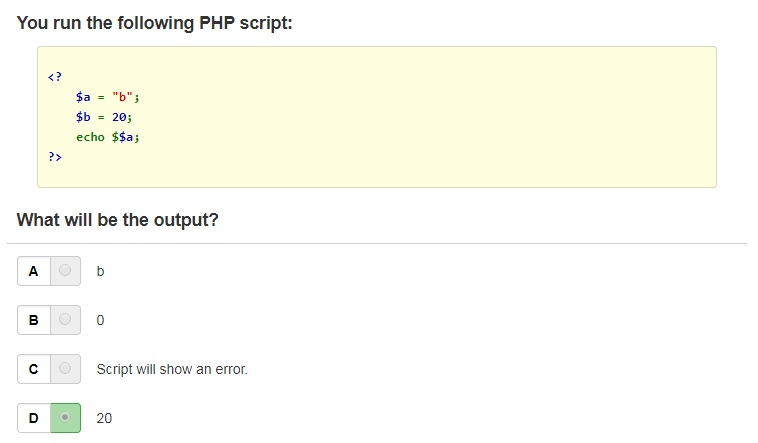 You run the following PHP script:
<?
$a = "b";
$b = 20;
echo $$a;
?>
What will be the output?
A b
B 0
C Script will show an error.
D 20